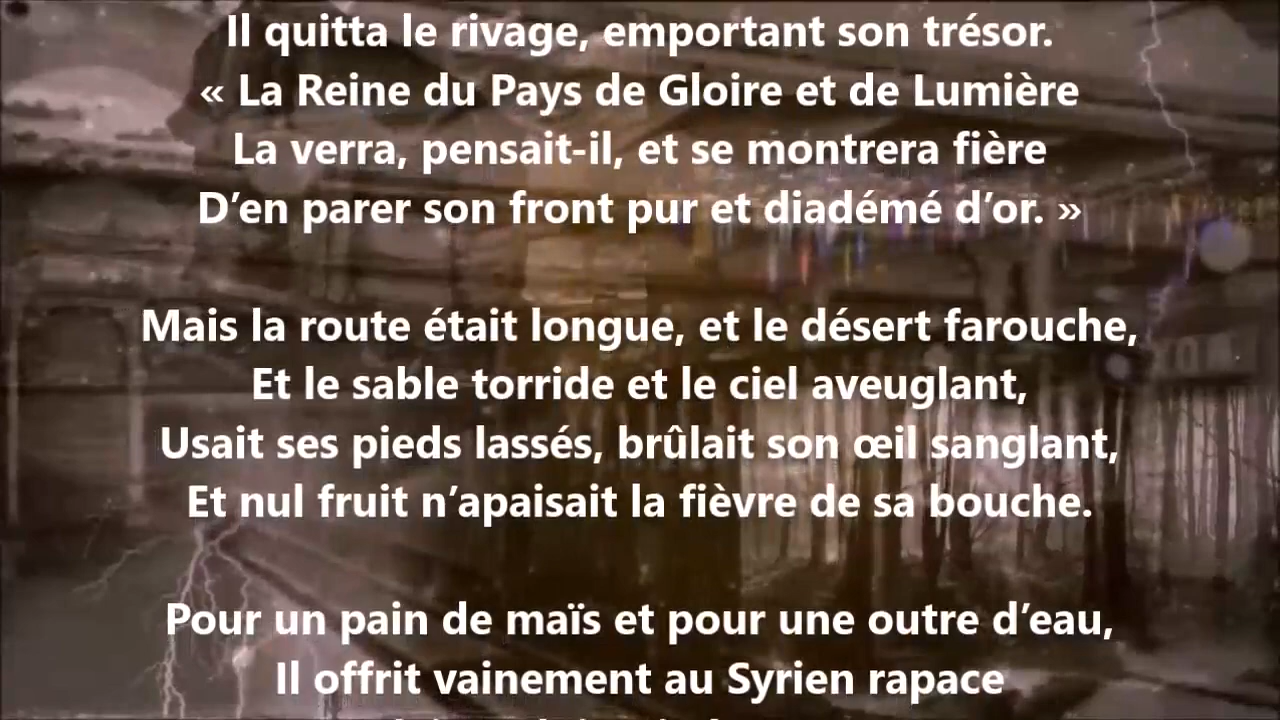 Il quitta le rivage, emportant son trésor.
« La Reine du Pays de Gloire et de Lumière
La verra, pensait-il, et se montrera fière
D’en parer son front pur et diadémé d’or. »
Mais la route était longue, et le désert farouche,
Et le sable torride et le ciel aveuglant,
Usait ses pieds lassés, brûlait son œil sanglant,
Et nul fruit n’apaisait la fièvre de sa bouche.
Pour un pain de maïs et pour une outre d’eau,
Il offrit vainement au Syrien rapace